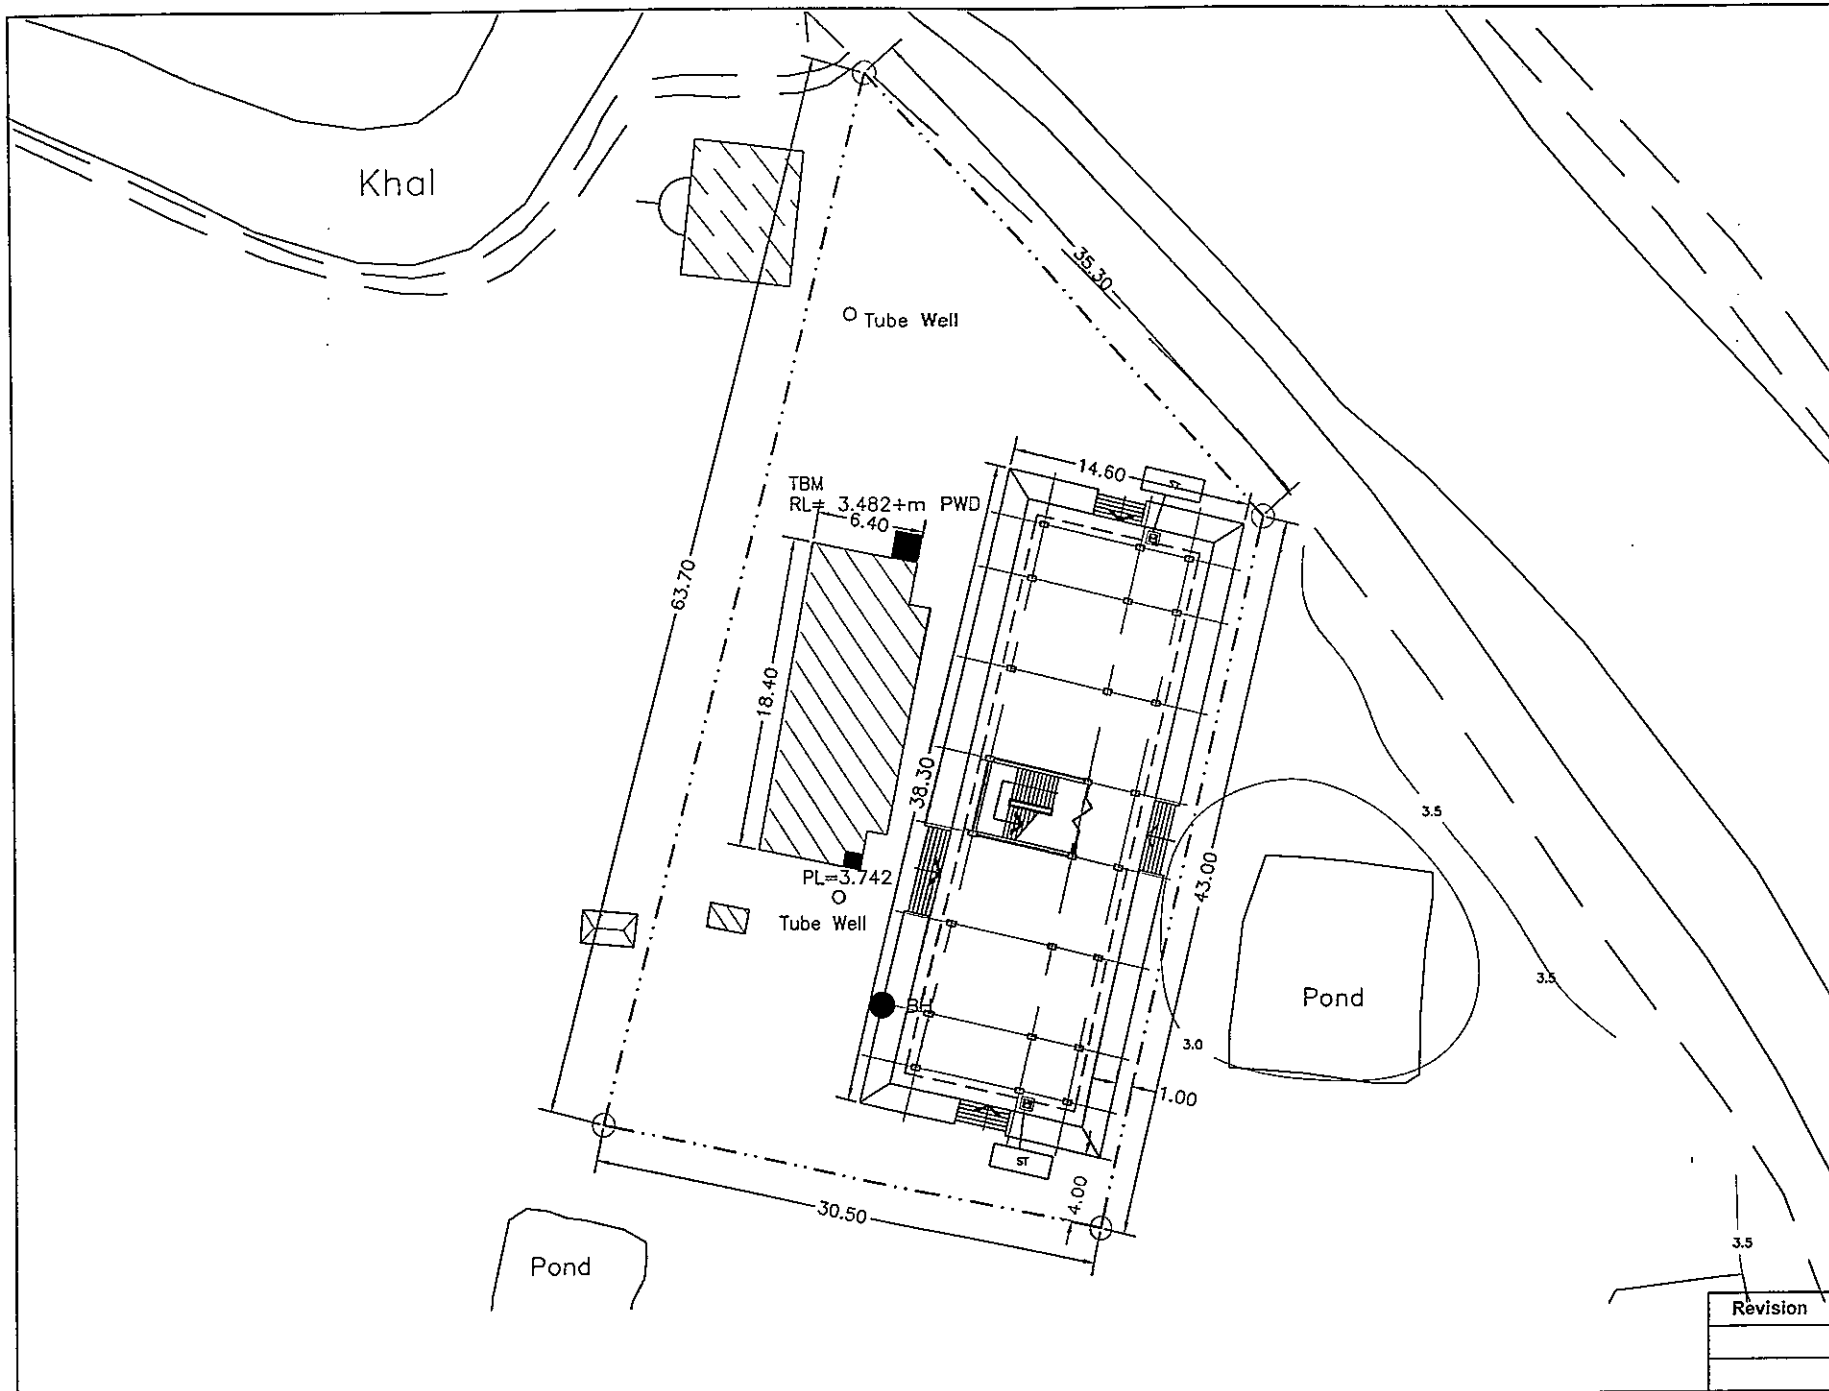 Khal
35.30
Tube Well
14.60
TBM
RL= 3.482+m PWD
6.40
63.70
18.40
38.30
3.5
43.00
PL=3.742
Tube Well
3.5
Pond
BH
3.0
1.00
ST
4.00
30.50
3.5
Pond
Revision